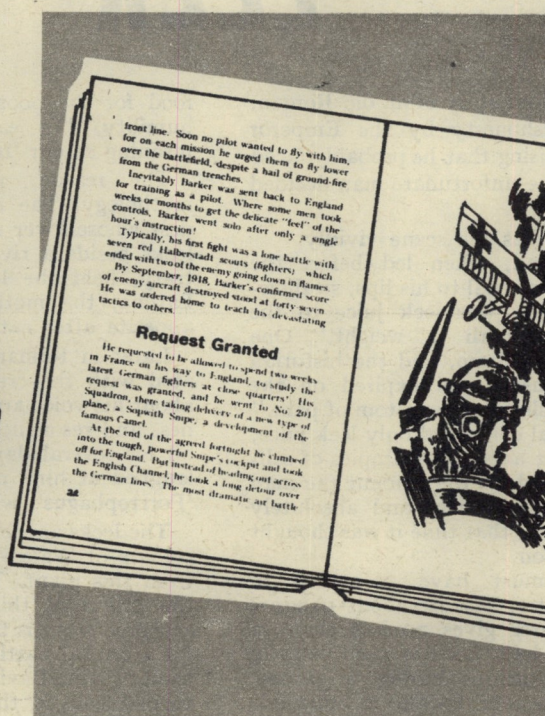 front line. Soon no pilot wanted to fly with him,
for on each mission he urged them to fly lower
over the battlefield, despite a hail of ground-fire
from the German trenches.
Inevitably Barker was sent back to England
for training as a pilot. Where some men took
weeks or months to get the delicate "feel" of the
controls, Barker went solo after only a single
hour's instruction!
Typically, his first fight was a lone battle with
seven red Halberstadt scouts (fighters) which
ended with two of the enemy going down in flames.
By September, 1918, Barker's confirmed score
of enemy aircraft destroyed stood at forty-seven
He was ordered home to teach his devastating
tactics to others.
Request Granted
He requested to be allowed to spend two weeks
in France on his way to England, to study the
latest German fighters at close quarters! His
request was granted, and he went to No. 201
Squadron, there taking delivery of a new type of
plane, a Sopwith Snipe, a development of the
famous Camel.
At the end of the agreed fortnight he climbed
into the tough, powerful Snipe's cockpit and took
off for England. But instead of heading out across
the English Channel, he took a long detour over
the German lines. The most dramatic air battle